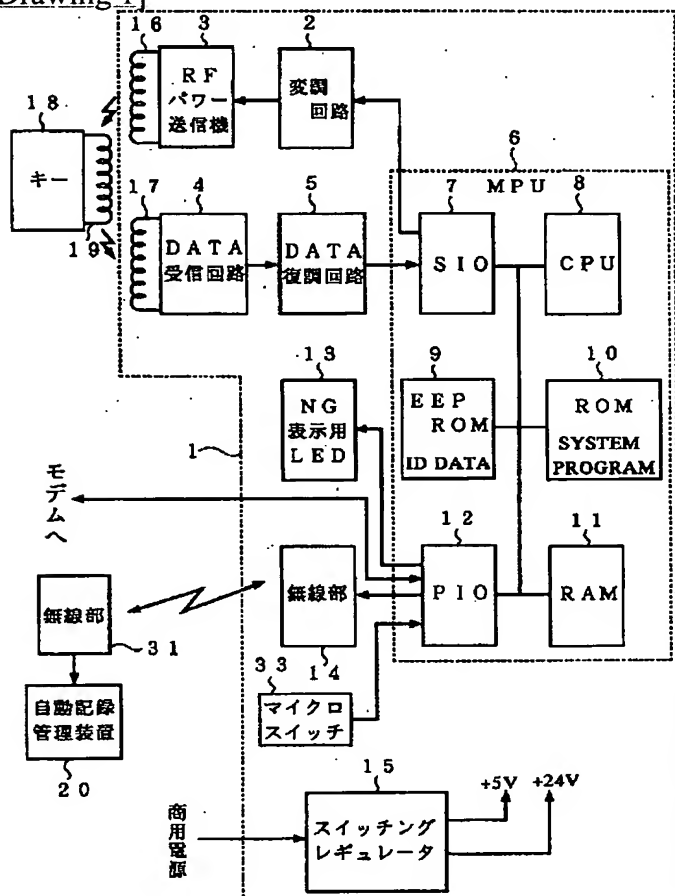 Drawing 1]
16
3
2
RF
パワー
送信機
変調
回路
18
キー
19
6
MPU
17
4
5
7
8
DATA
受信回路
DATA
復調回路
SIO
CPU
13
9
10
NG
表示用
LED
EEP
ROM
ID DATA
ROM
SYSTEM
PROGRAM
1
モデムへ
12
11
無線部
31
無線部
14
PIO
RAM
33
マイクロ
スイッチ
自動記録
管理装置
20
15
+5V
+24V
商用電源
スイッチング
レギュレータ